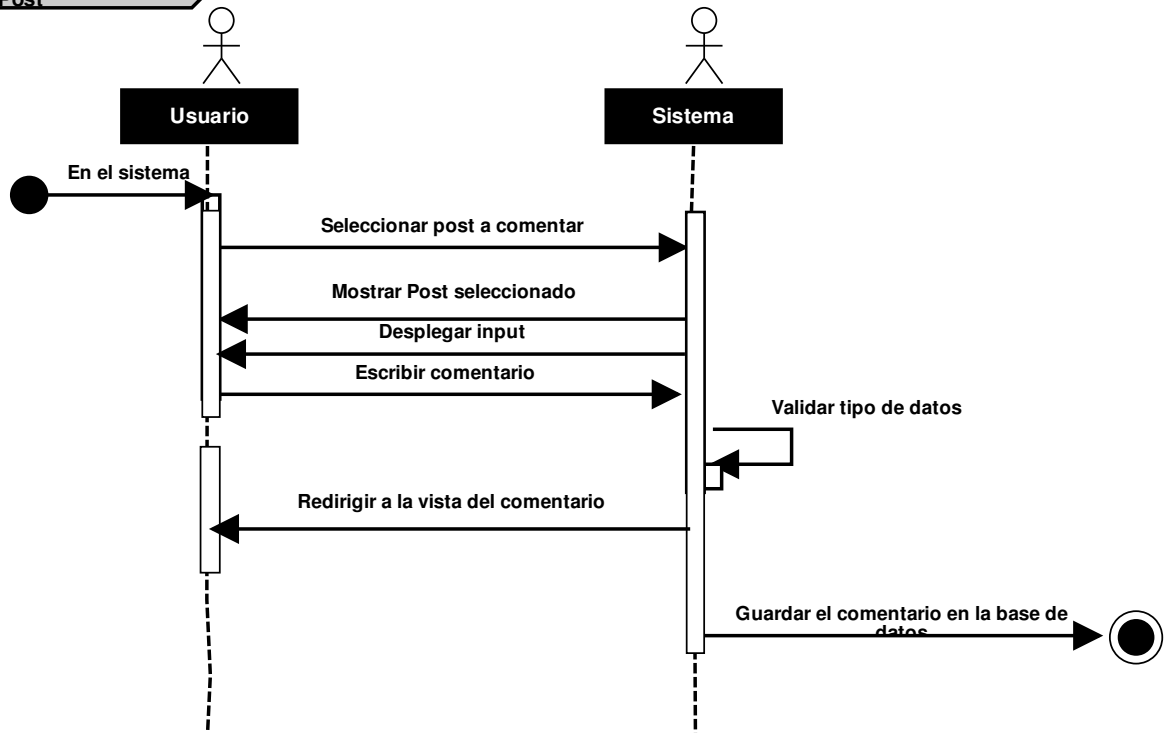 Post
Usuario
Sistema
En el sistema
Seleccionar post a comentar
Mostrar Post seleccionado
Desplegar input
Escribir comentario
Validar tipo de datos
Redirigir a la vista del comentario
Guardar el comentario en la base de
datos